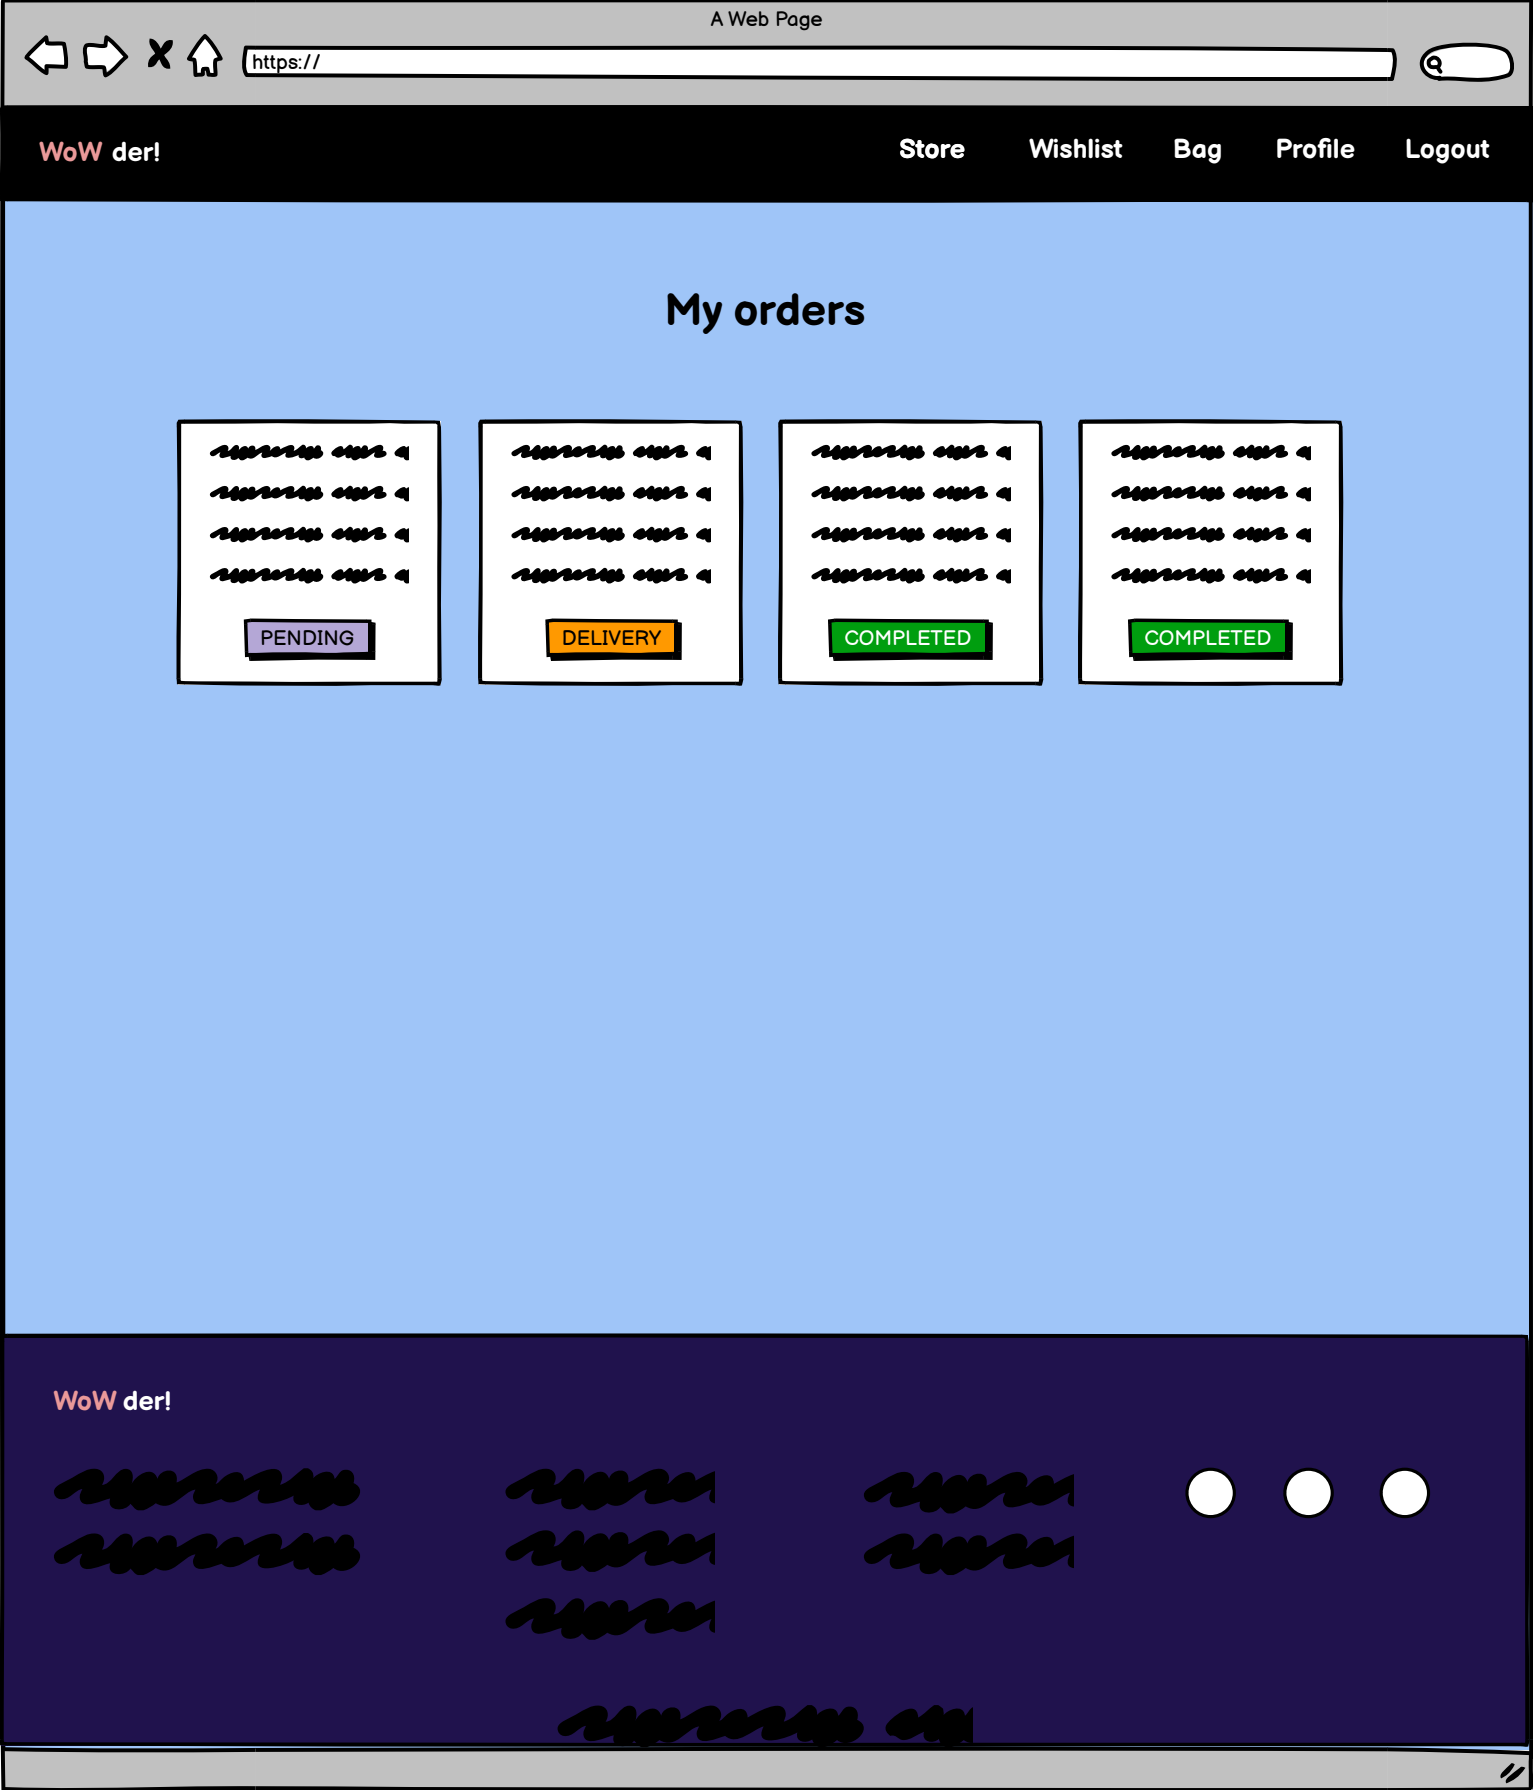 A Web Page
https://
WoW der!
Store Wishlist Bag Profile Logout
My orders
PENDING
DELIVERY
COMPLETED
COMPLETED
WoW der!